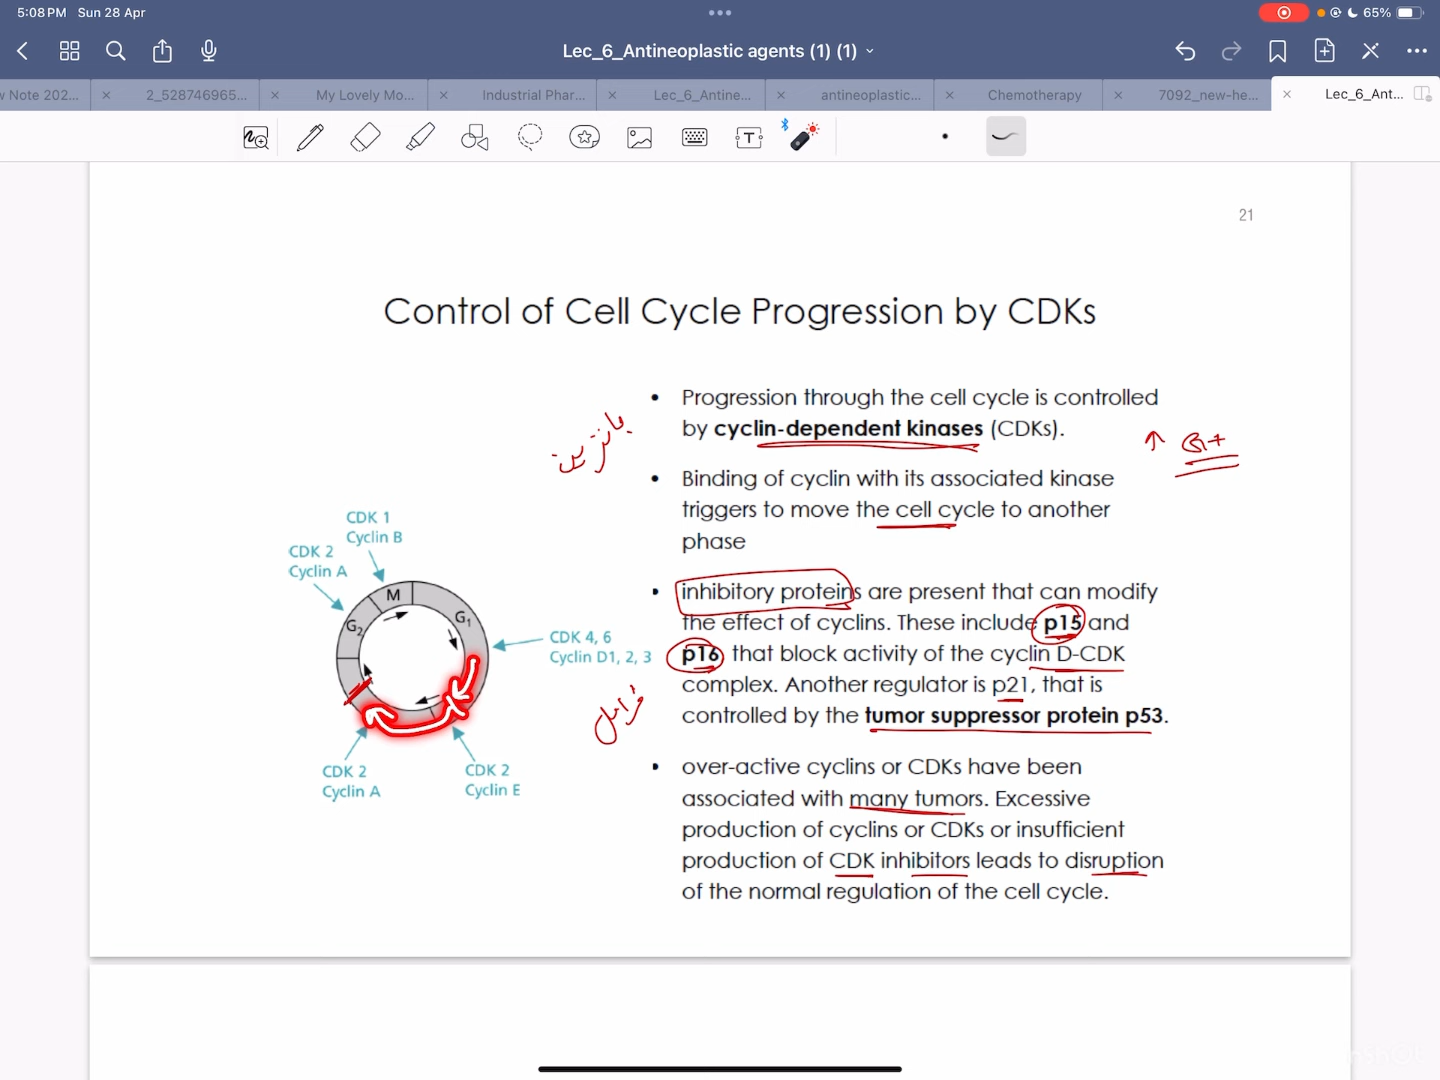 5:08 PM Sun 28 Apr
65%
Lec_6_Antineoplastic agents (1) (1)
v Note 202...
2_528746965...
My Lovely Mo...
Industrial Phar...
Lec_6_Antine...
antineoplastic...
Chemotherapy
7092_new-he...
Lec_6_Ant...
21
Control of Cell Cycle Progression by CDKs
• Progression through the cell cycle is controlled
by cyclin-dependent kinases (CDKs).
• Binding of cyclin with its associated kinase
triggers to move the cell cycle to another
phase
• inhibitory proteins are present that can modify
the effect of cyclins. These include p15 and
p16 that block activity of the cyclin D-CDK
complex. Another regulator is p21, that is
controlled by the tumor suppressor protein p53.
• over-active cyclins or CDKs have been
associated with many tumors. Excessive
production of cyclins or CDKs or insufficient
production of CDK inhibitors leads to disruption
of the normal regulation of the cell cycle.
CDK 1
Cyclin B
CDK 2
Cyclin A
M
G₂
G₁
CDK 4, 6
Cyclin D1, 2, 3
CDK 2
Cyclin A
CDK 2
Cyclin E